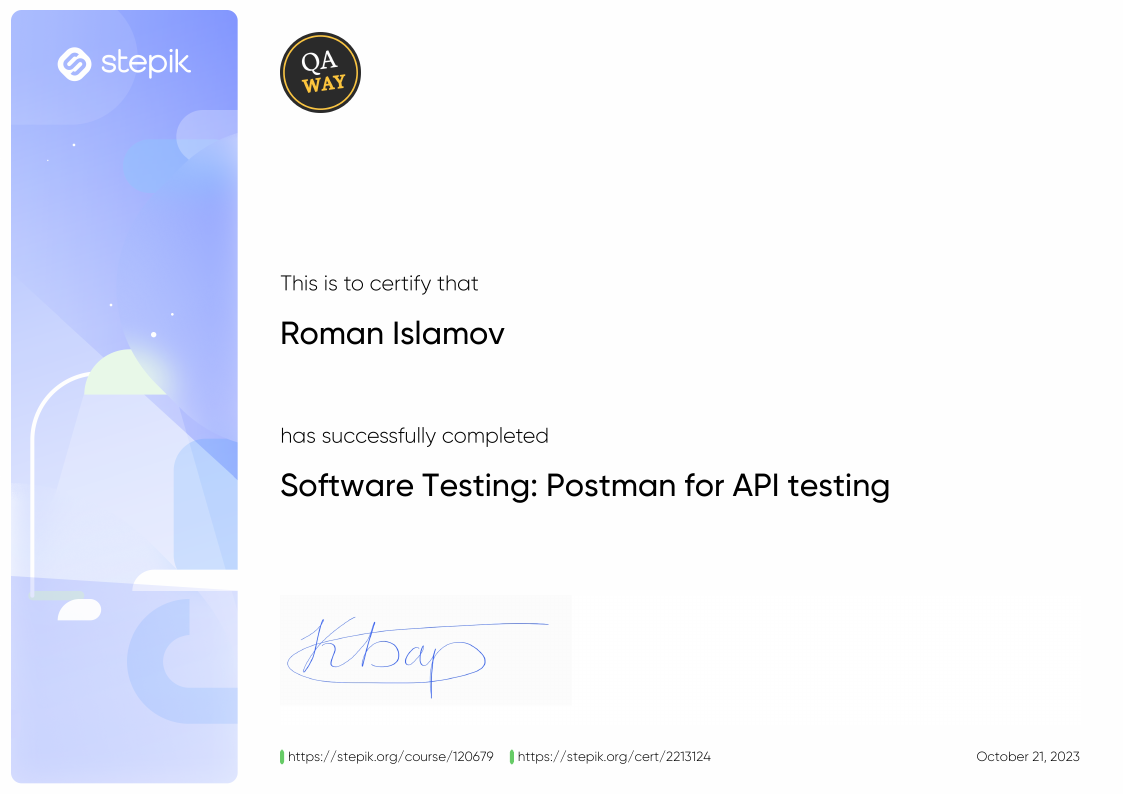 stepik
QA
WAY
This is to certify that
Roman Islamov
has successfully completed
Software Testing: Postman for API testing
https://stepik.org/course/120679
https://stepik.org/cert/2213124
October 21, 2023